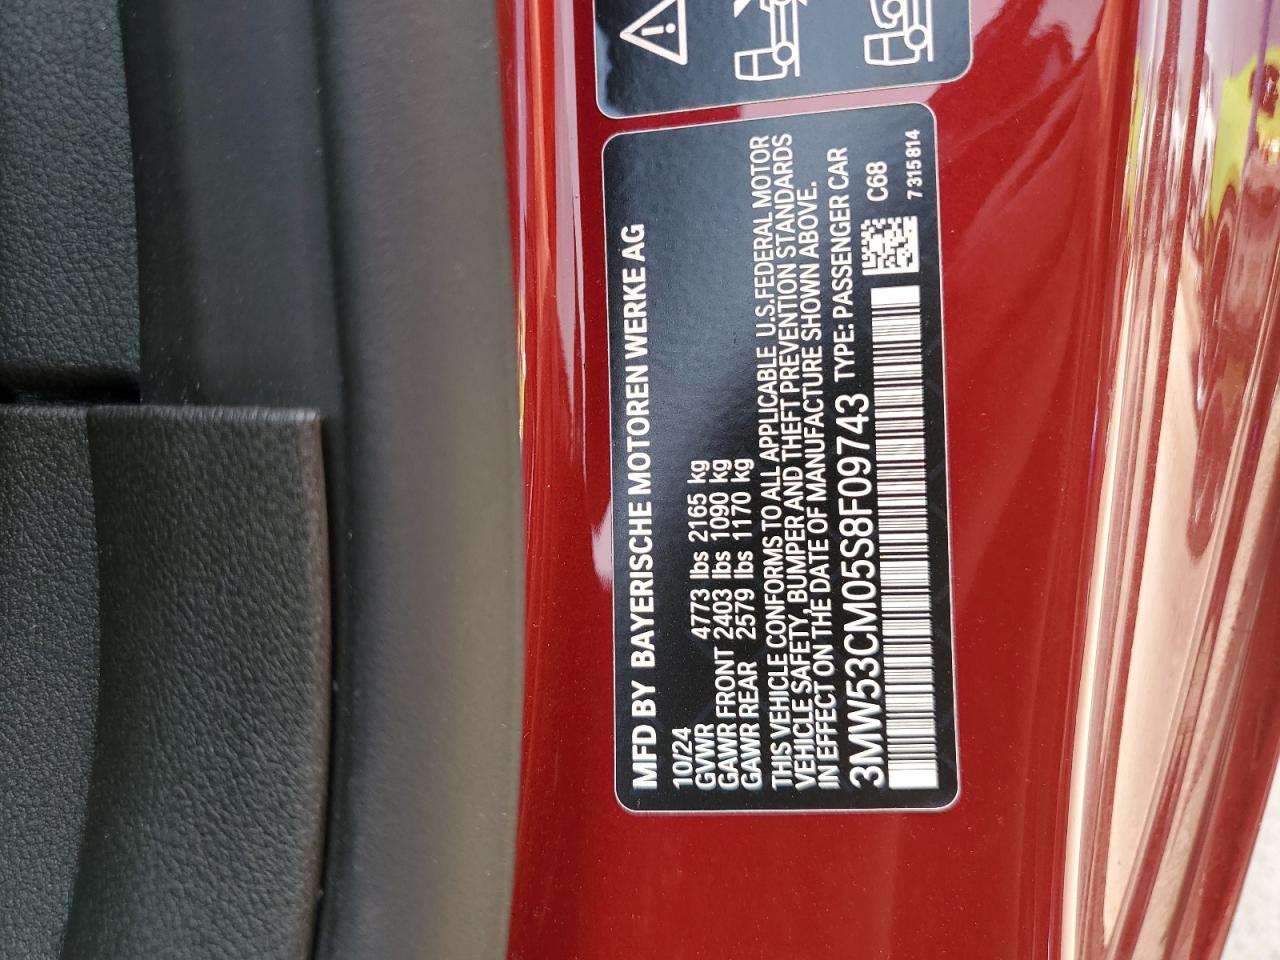 MFD BY BAYERISCHE MOTOREN WERKE AG
10/24
GVWR 4773 lbs 2165 kg
GAWR FRONT 2403 lbs 1090 kg
GAWR REAR 2579 lbs 1170 kg
THIS VEHICLE CONFORMS TO ALL APPLICABLE U.S.FEDERAL MOTOR
VEHICLE SAFETY, BUMPER AND THEFT PREVENTION STANDARDS
IN EFFECT ON THE DATE OF MANUFACTURE SHOWN ABOVE.
3MW53CM05S8F09743 TYPE: PASSENGER CAR
C68
7315814